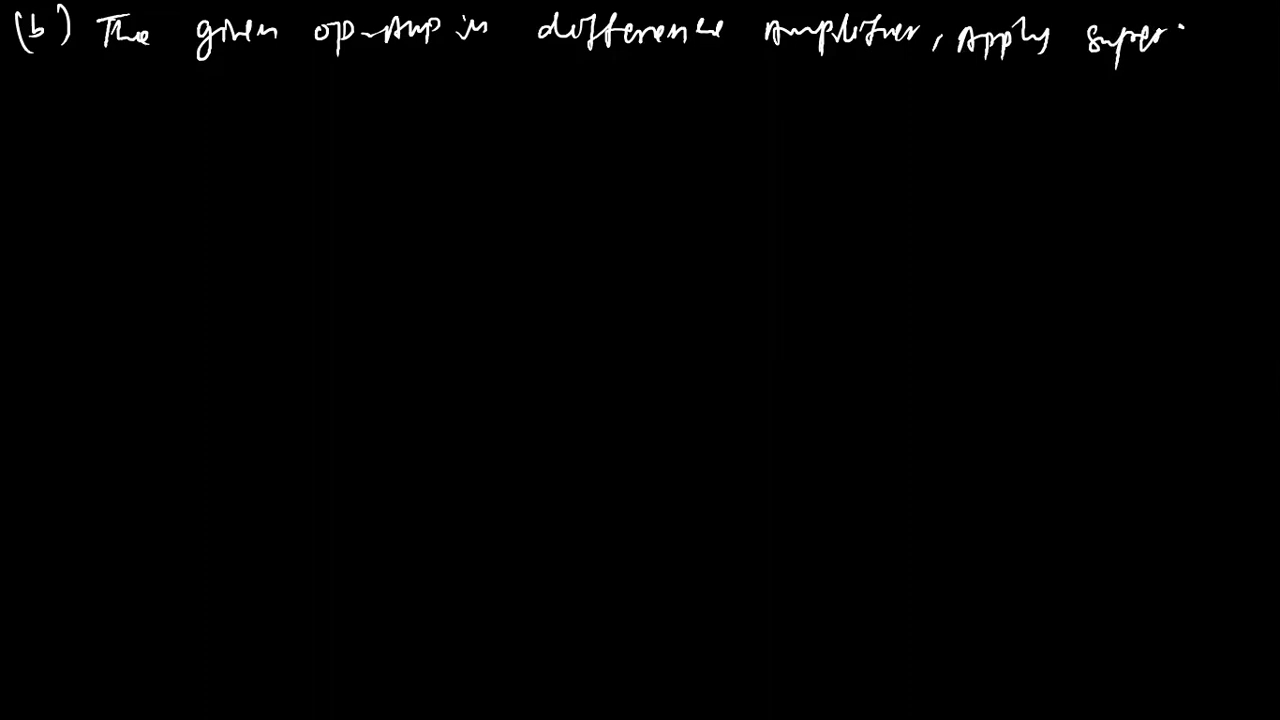 (b) The given op-Amp is difference Amplifier, Apply super.